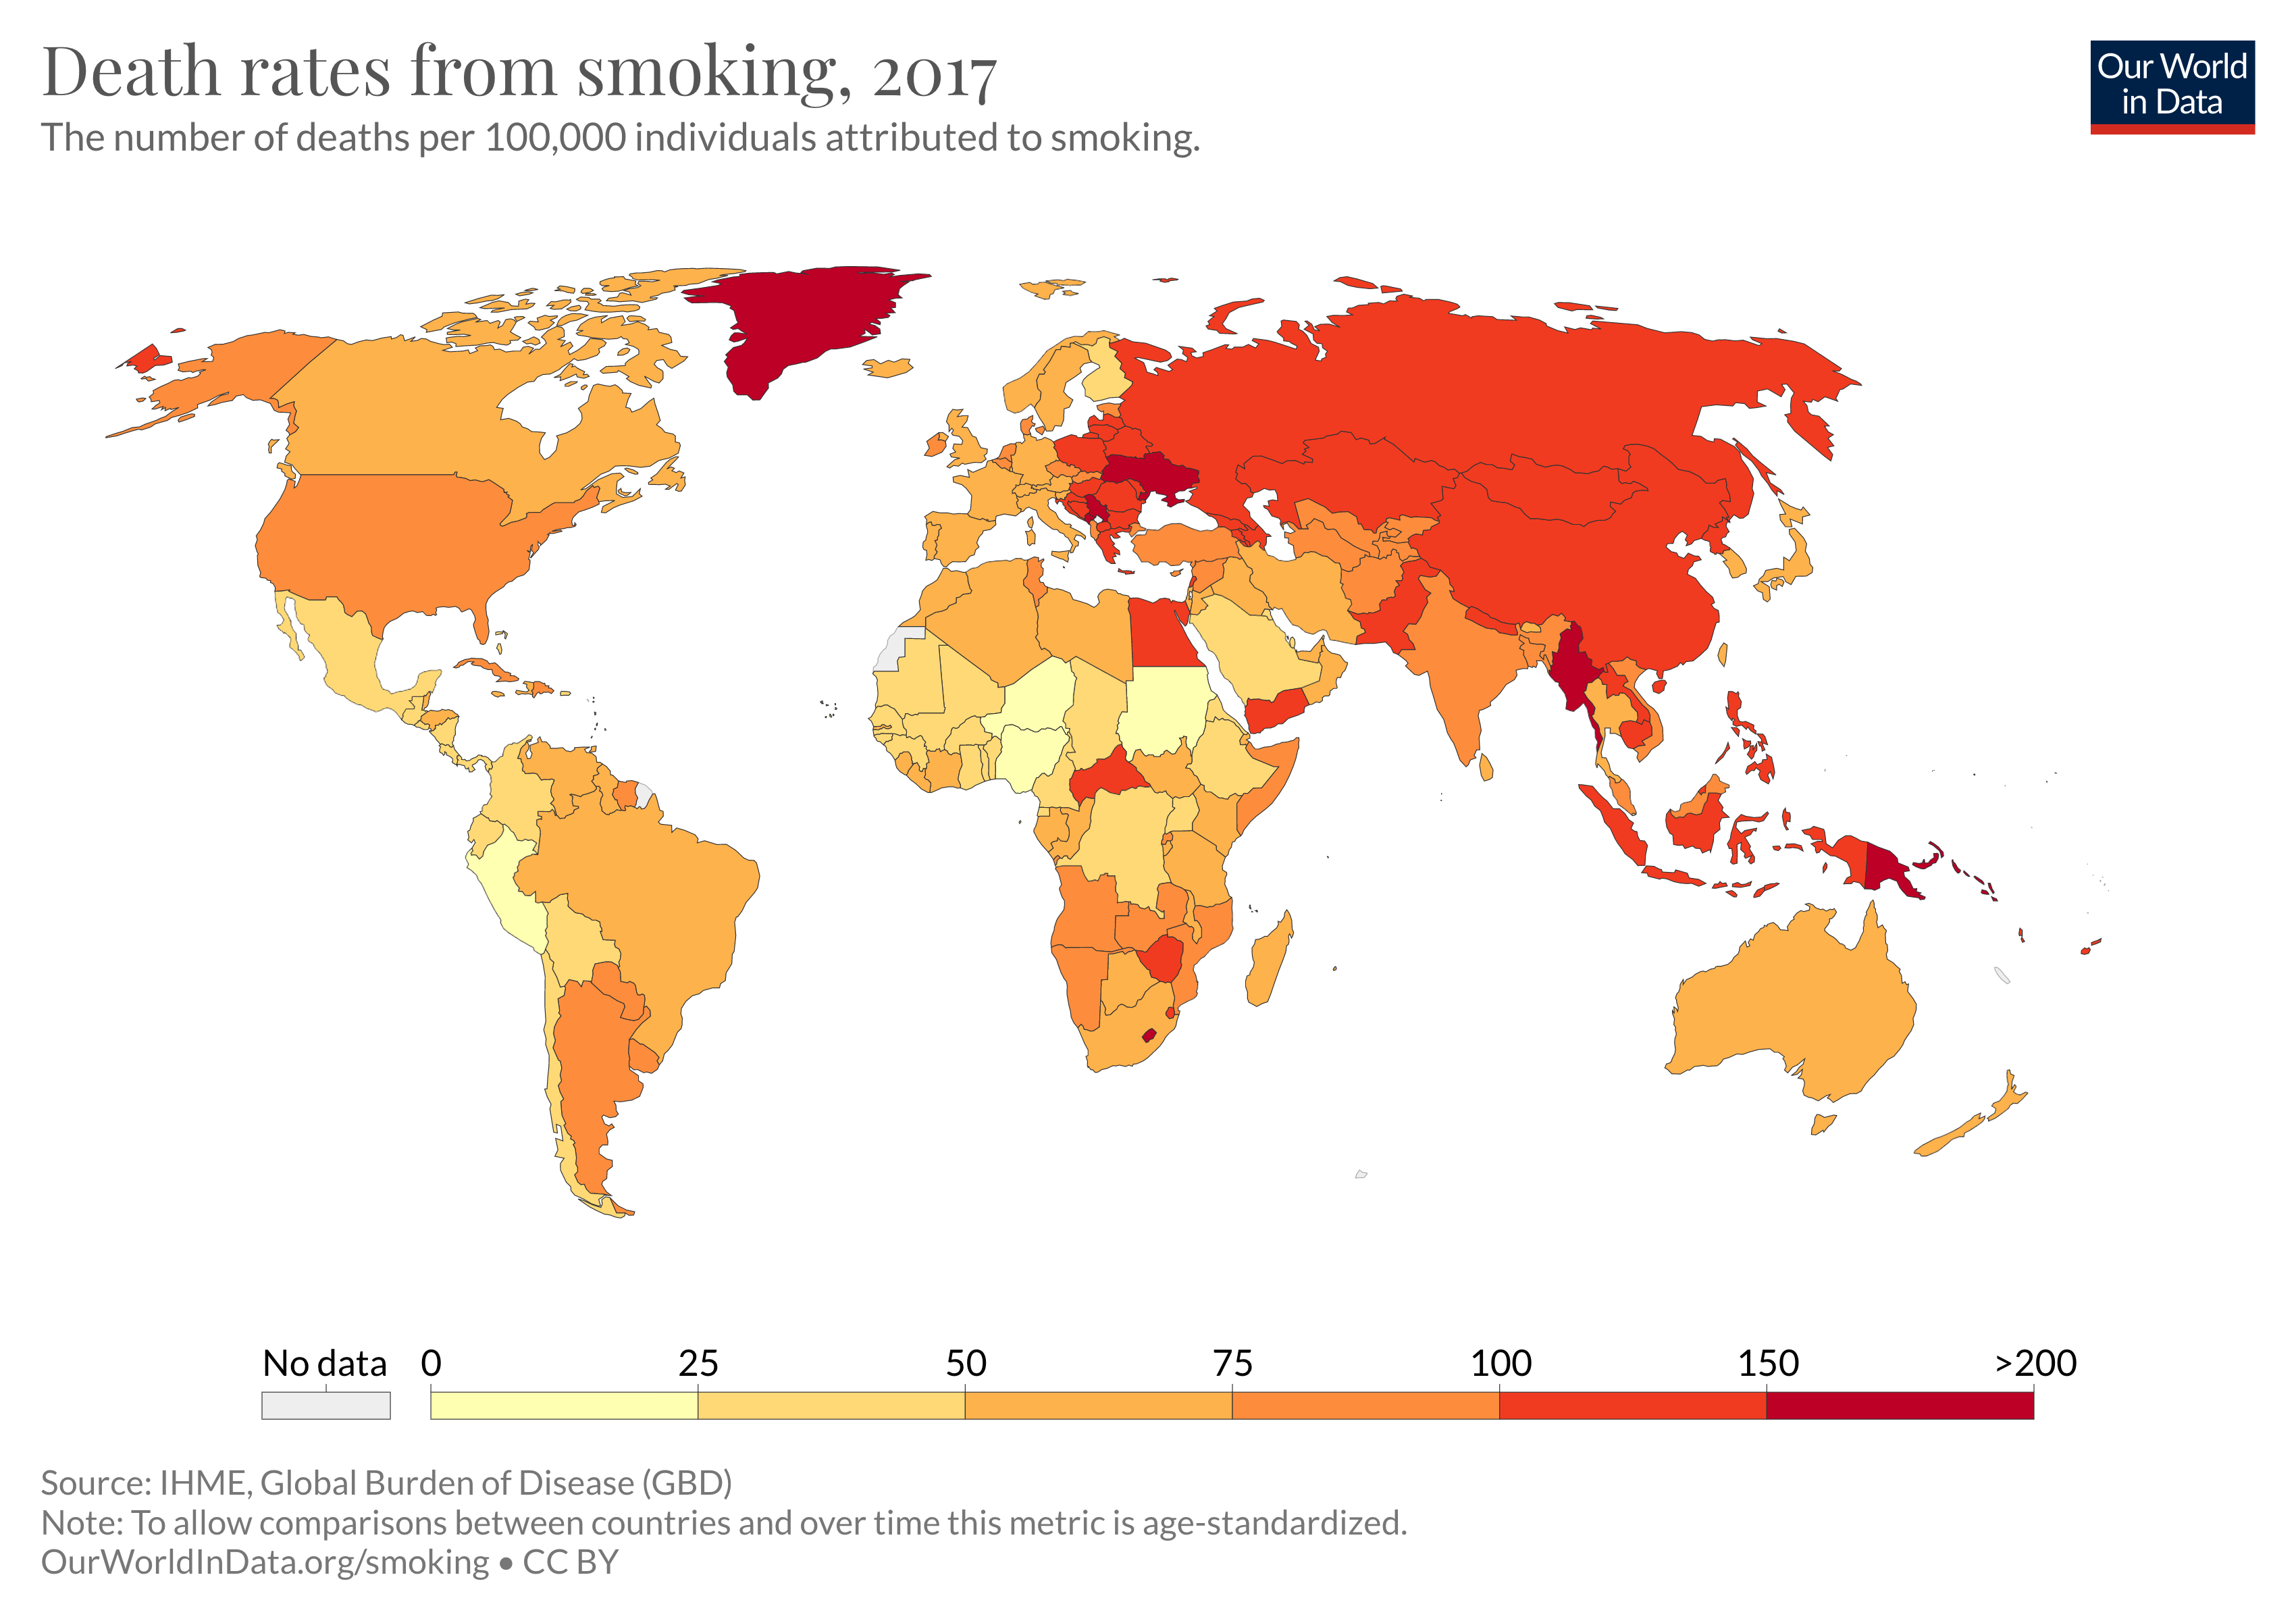 Death rates from smoking, 2017
The number of deaths per 100,000 individuals attributed to smoking.
Our World
in Data
No data 0 25 50 75 100 150 >200
Source: IHME, Global Burden of Disease (GBD)
Note: To allow comparisons between countries and over time this metric is age-standardized.
OurWorldInData.org/smoking • CC BY